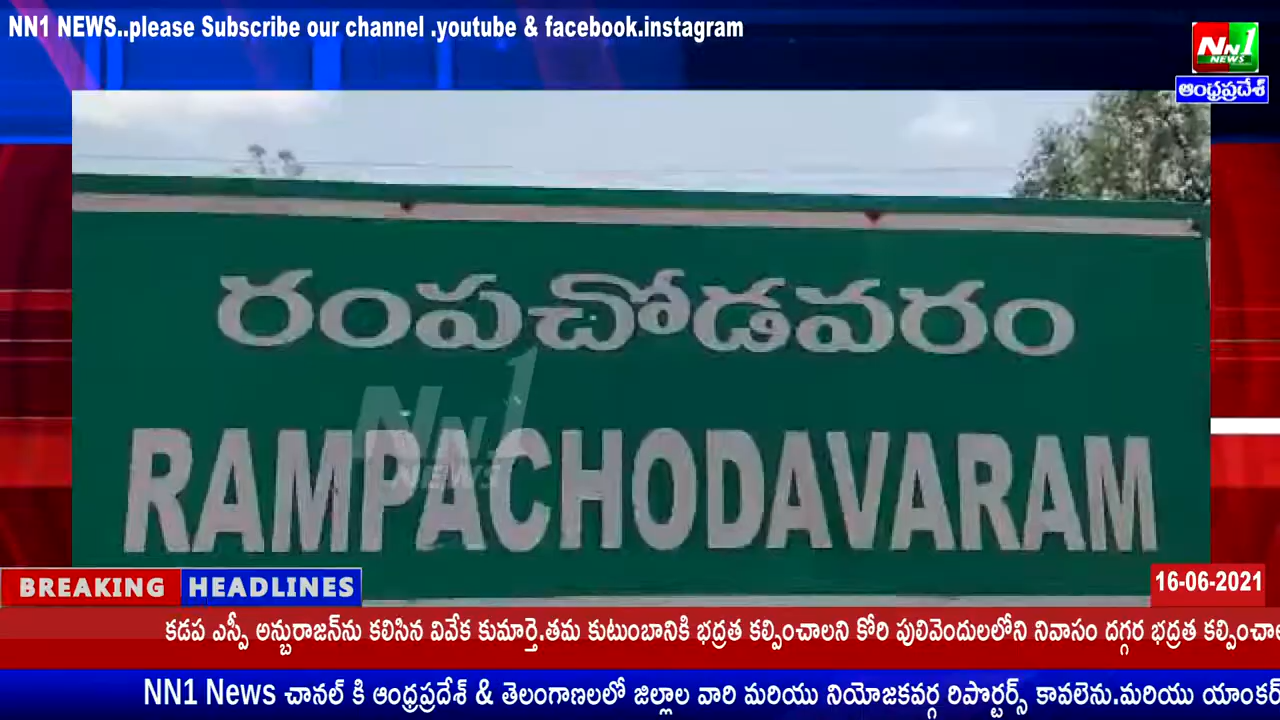 NN1 NEWS..please Subscribe our channel .youtube & facebook.instagram
NN1
NEWS
ఆంధ్రప్రదేశ్
రంపచోడవరం
NN1
NEWS
RAMPACHODAVARAM
BREAKING HEADLINES
16-06-2021
కడప ఎస్పీ అన్బురాజన్‌ను కలిసిన వివేక కుమార్తె.తమ కుటుంబానికి భద్రత కల్పించాలని కోరి పులివెందులలోని నివాసం దగ్గర భద్రత
NN1 News చానల్ కి ఆంధ్రప్రదేశ్ & తెలంగాణలలో జిల్లాల వారి మరియు నియోజకవర్గ రిపొర్టర్స్ కావలెను.మరియు